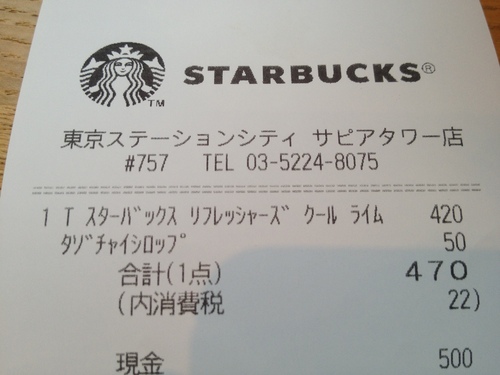 STARBUCKS®
TM
東京ステーションシティ サピアタワー店
#757 TEL 03-5224-8075
1 T スターバックス リフレッシャーズ クール ライム 420
タゾチャイシロップ 50
合計(1点) 470
(内消費税 22)
現金 500